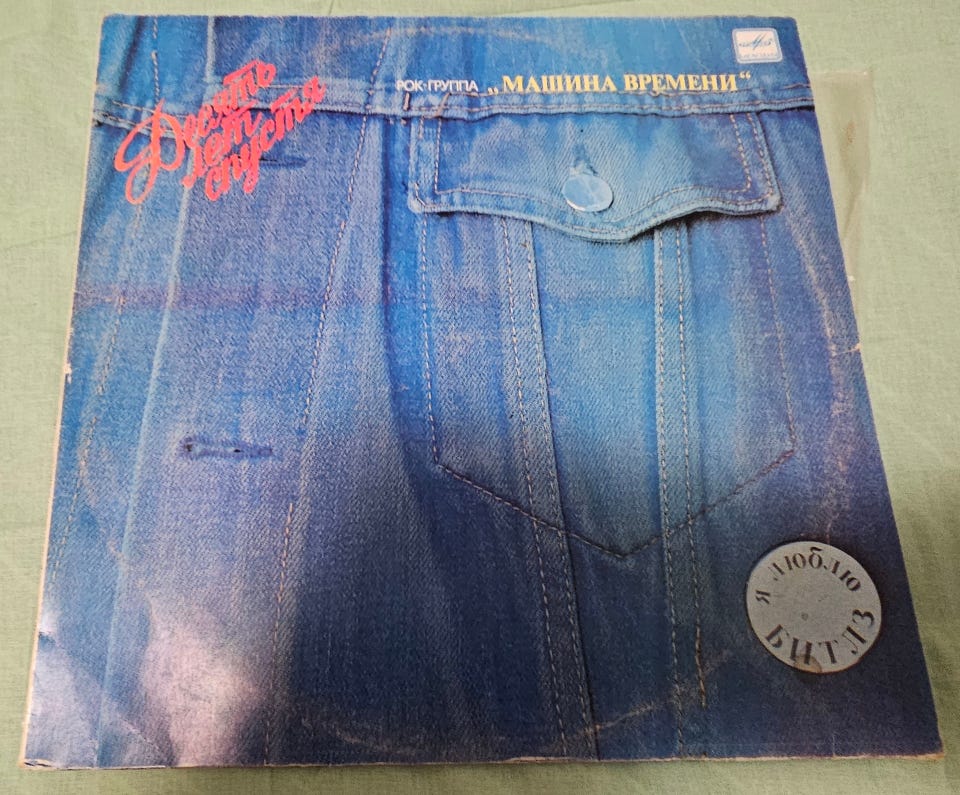 РОК·ГРУППА „МАШИНА ВРЕМЕНИ“
Десять
лет
спустя
Я ЛЮБЛЮ
БИТЛЗ